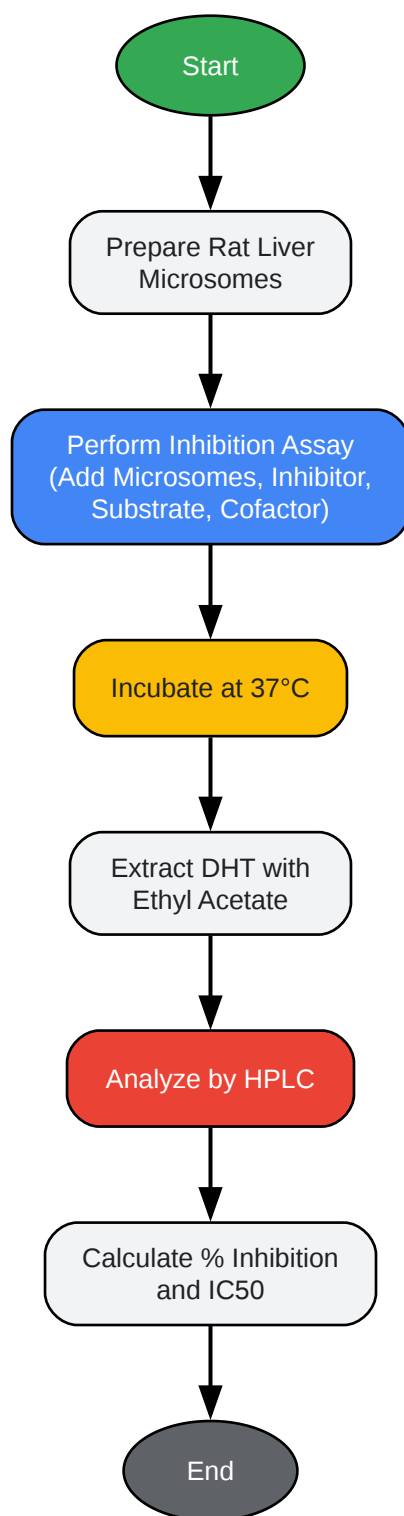 Start
Prepare Rat Liver
Microsomes
Perform Inhibition Assay
(Add Microsomes, Inhibitor,
Substrate, Cofactor)
Incubate at 37°C
Extract DHT with
Ethyl Acetate
Analyze by HPLC
Calculate % Inhibition
and IC50
End